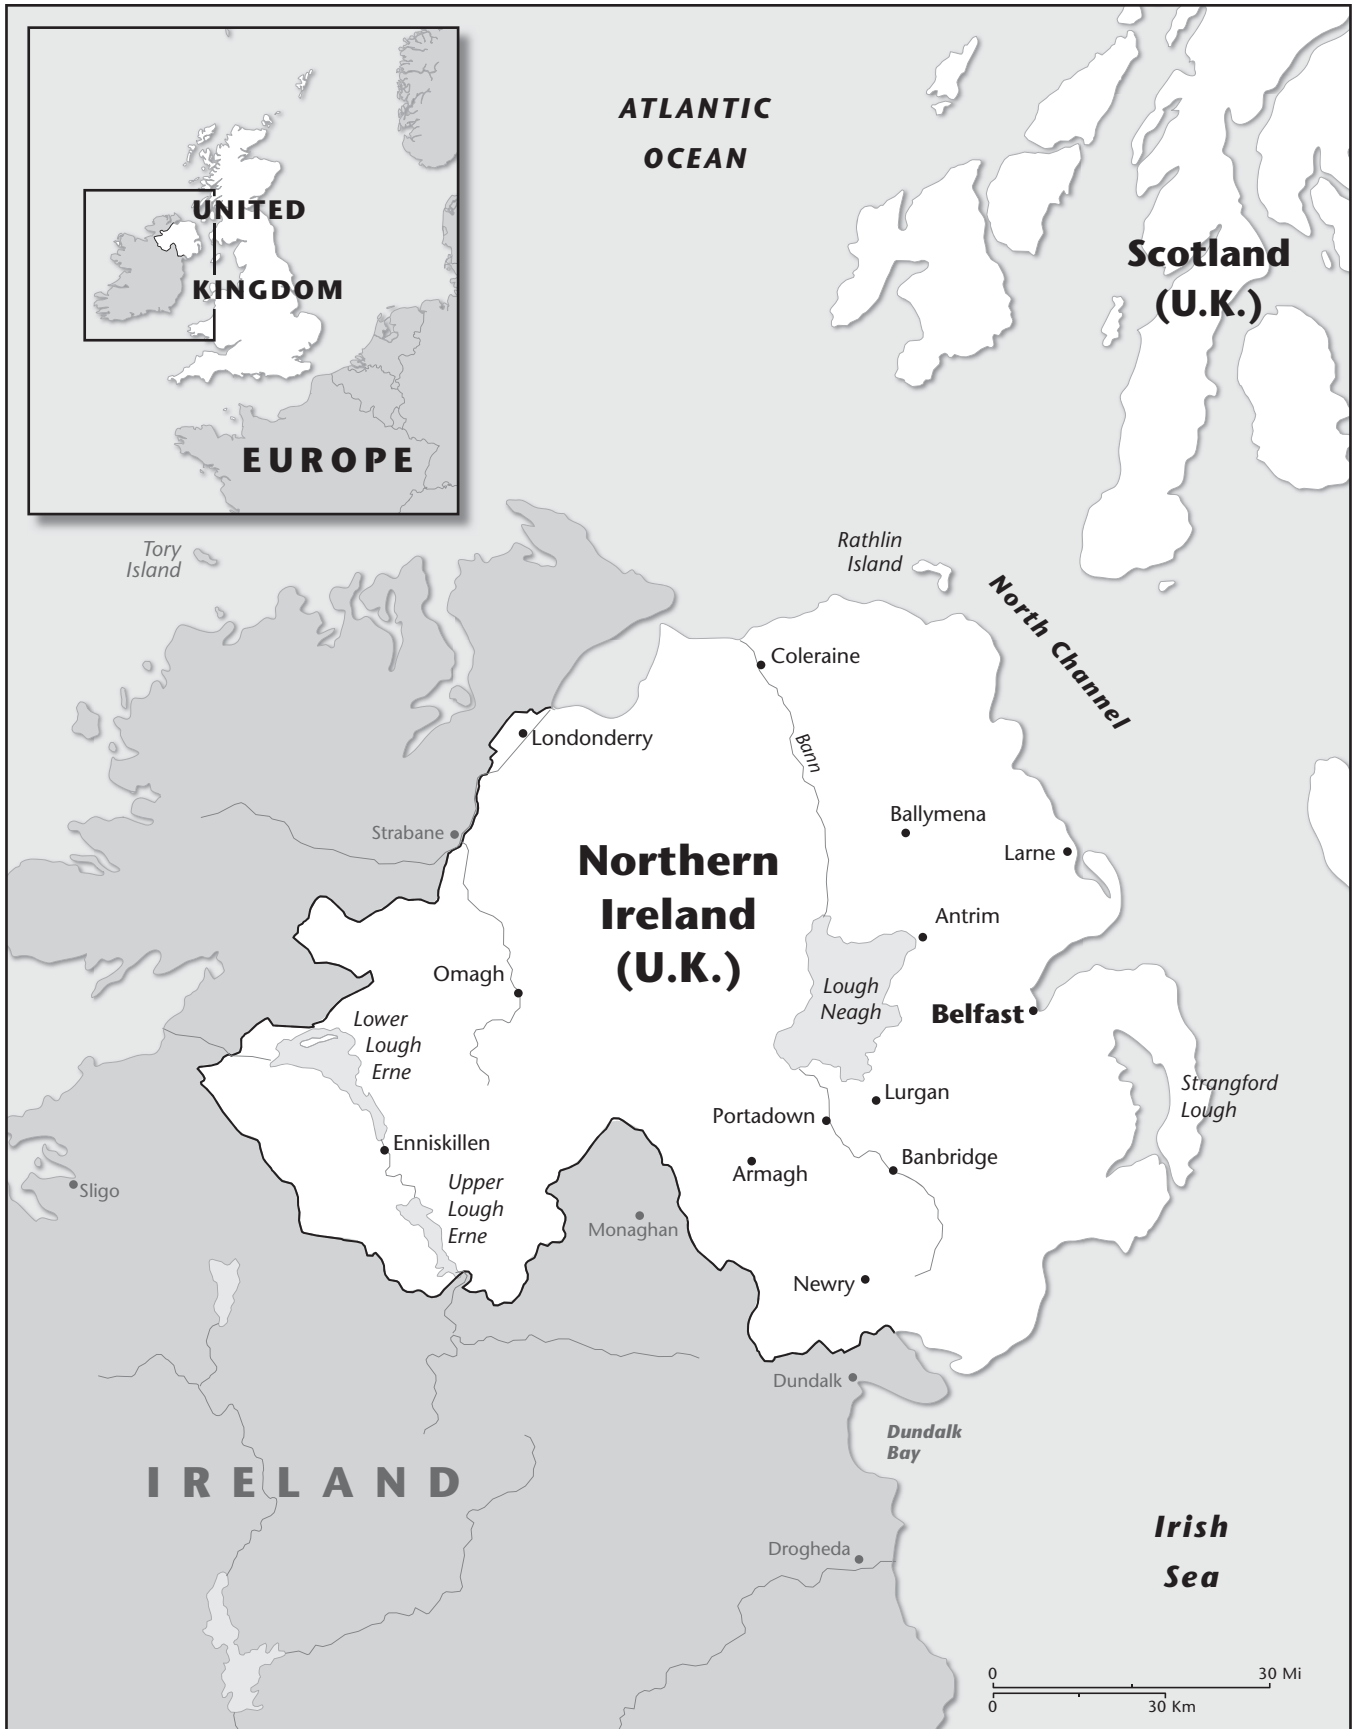 ATLANTIC
OCEAN
UNITED
KINGDOM
EUROPE
Scotland
(U.K.)
Tory
Island
Rathlin
Island
North Channel
Coleraine
Londonderry
Bann
Strabane
Ballymena
Larne
Northern
Ireland
(U.K.)
Antrim
Omagh
Lough
Neagh
Belfast
Lower
Lough
Erne
Strangford
Lough
Lurgan
Portadown
Enniskillen
Banbridge
Armagh
Sligo
Upper
Lough
Erne
Monaghan
Newry
Dundalk
Dundalk
Bay
IRELAND
Irish
Sea
Drogheda
0 30 Mi
0 30 Km